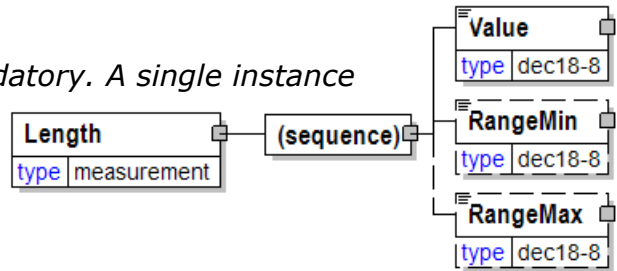 Value
type dec18-8
datory. A single instance
Length
type measurement
(sequence)
RangeMin
type dec18-8
RangeMax
type dec18-8